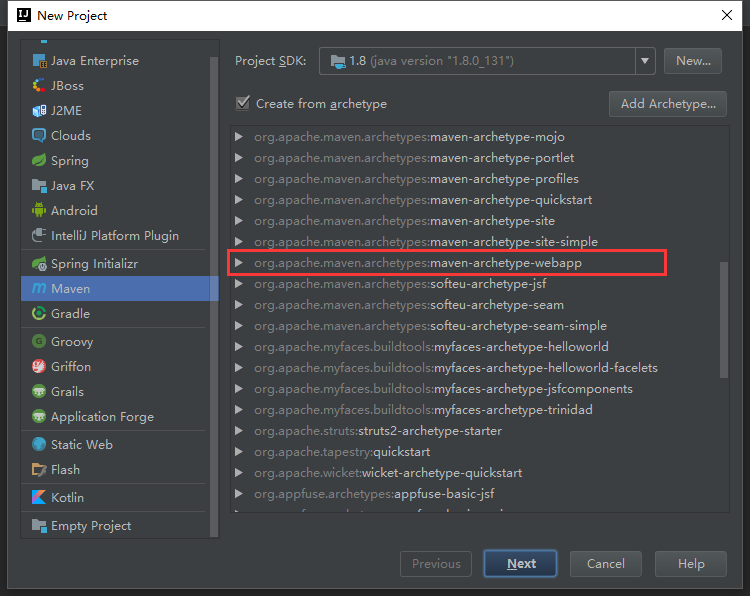 New Project
Java Enterprise
JBoss
J2ME
Clouds
Spring
Java FX
Android
IntelliJ Platform Plugin
Spring Initializr
Maven
Gradle
Groovy
Griffon
Grails
Application Forge
Static Web
Flash
Kotlin
Empty Project
Project SDK: 1.8 (java version "1.8.0_131") New...
Create from archetype Add Archetype...
org.apache.maven.archetypes:maven-archetype-mojo
org.apache.maven.archetypes:maven-archetype-portlet
org.apache.maven.archetypes:maven-archetype-profiles
org.apache.maven.archetypes:maven-archetype-quickstart
org.apache.maven.archetypes:maven-archetype-site
org.apache.maven.archetypes:maven-archetype-site-simple
org.apache.maven.archetypes:maven-archetype-webapp
org.apache.maven.archetypes:softeu-archetype-jsf
org.apache.maven.archetypes:softeu-archetype-seam
org.apache.maven.archetypes:softeu-archetype-seam-simple
org.apache.myfaces.buildtools:myfaces-archetype-helloworld
org.apache.myfaces.buildtools:myfaces-archetype-helloworld-facelets
org.apache.myfaces.buildtools:myfaces-archetype-jsfcomponents
org.apache.myfaces.buildtools:myfaces-archetype-trinidad
org.apache.struts:struts2-archetype-starter
org.apache.tapestry:quickstart
org.apache.wicket:wicket-archetype-quickstart
org.appfuse.archetypes:appfuse-basic-jsf
Previous Next Cancel Help